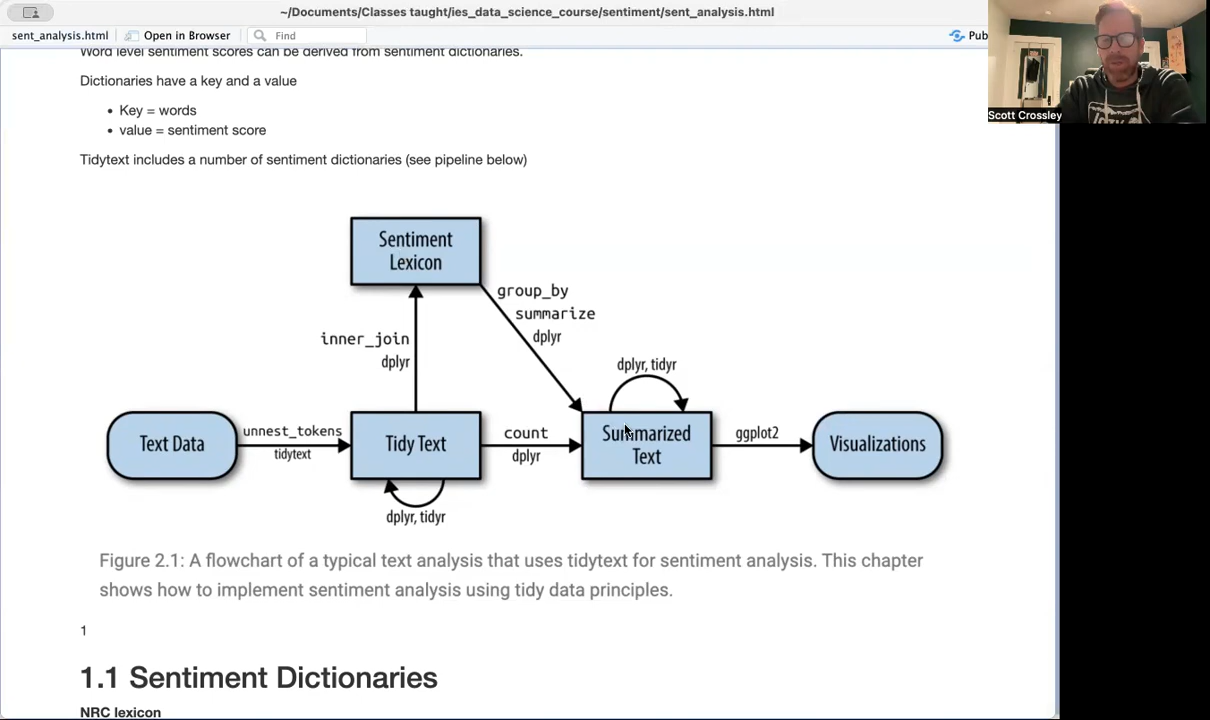 ~/Documents/Classes taught/ies_data_science_course/sentiment/sent_analysis.html
sent_analysis.html
Open in Browser
Find
Pub
Word level sentiment scores can be derived from sentiment dictionaries.
Scott Crossley
Dictionaries have a key and a value
• Key = words
• value = sentiment score
Tidytext includes a number of sentiment dictionaries (see pipeline below)
Sentiment
Lexicon
group_by
summarize
dplyr
inner_join
dplyr
dplyr, tidyr
Text Data
unnest_tokens
tidytext
Tidy Text
count
dplyr
Summarized
Text
ggplot2
Visualizations
dplyr, tidyr
Figure 2.1: A flowchart of a typical text analysis that uses tidytext for sentiment analysis. This chapter
shows how to implement sentiment analysis using tidy data principles.
1
1.1 Sentiment Dictionaries
NRC lexicon